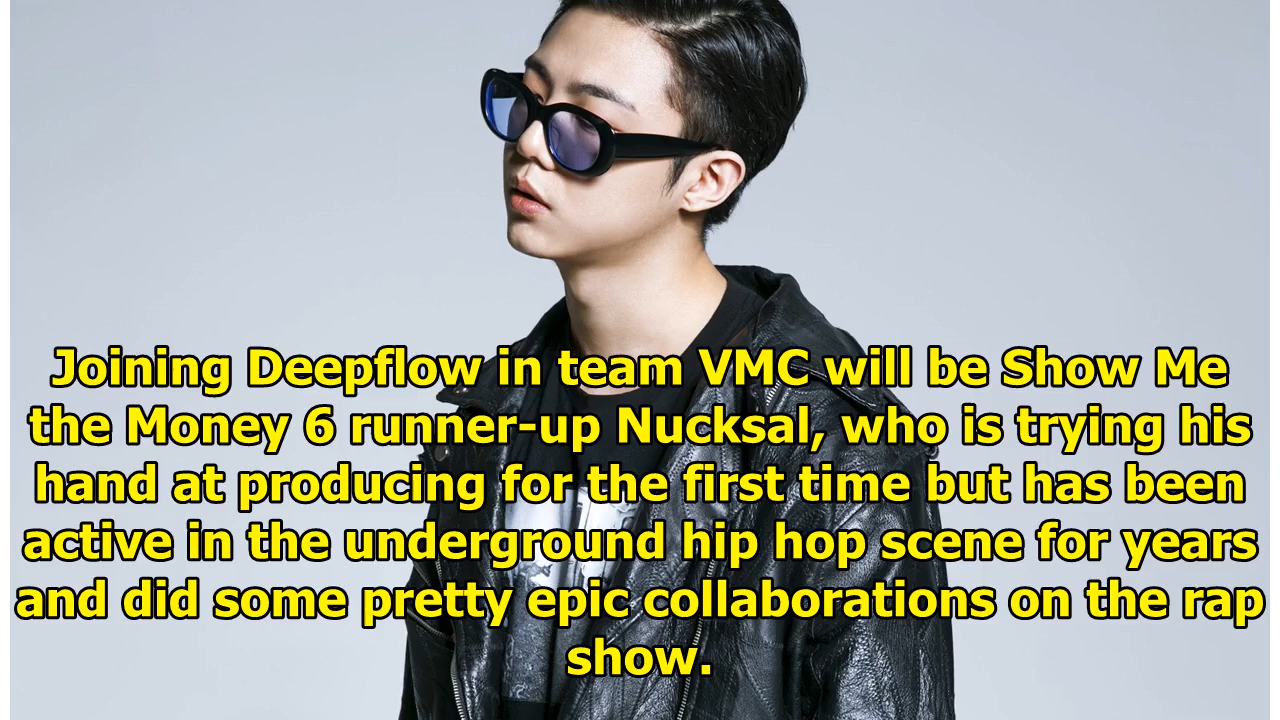 Joining Deepflow in team VMC will be Show Me
the Money 6 runner-up Nucksal, who is trying his
hand at producing for the first time but has been
active in the underground hip hop scene for years
and did some pretty epic collaborations on the rap
show.